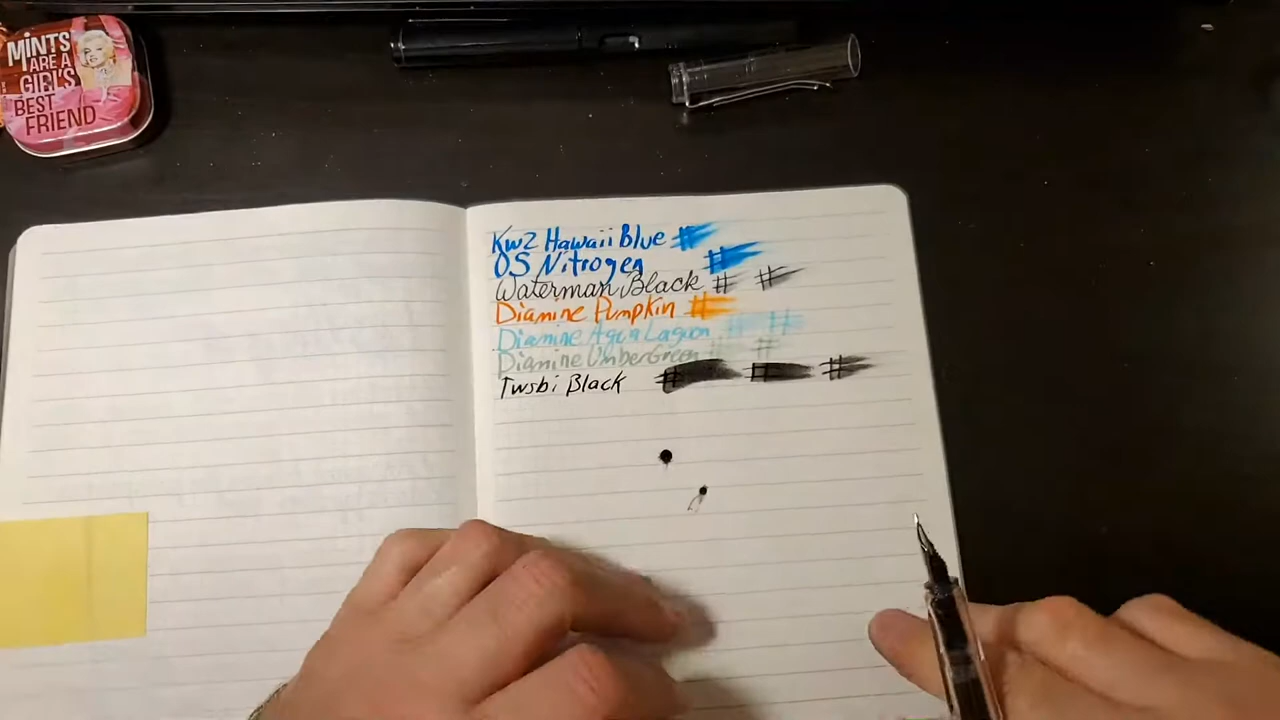 MINTS
ARE A
GIRL'S
BEST
FRIEND
KWZ Hawaii Blue #
OS Nitrogen #
Waterman Black # #
Diamine Pumpkin #
Diamine Aqua Lagoon # #
Diamine Umber Green # #
Twsbi Black # # #